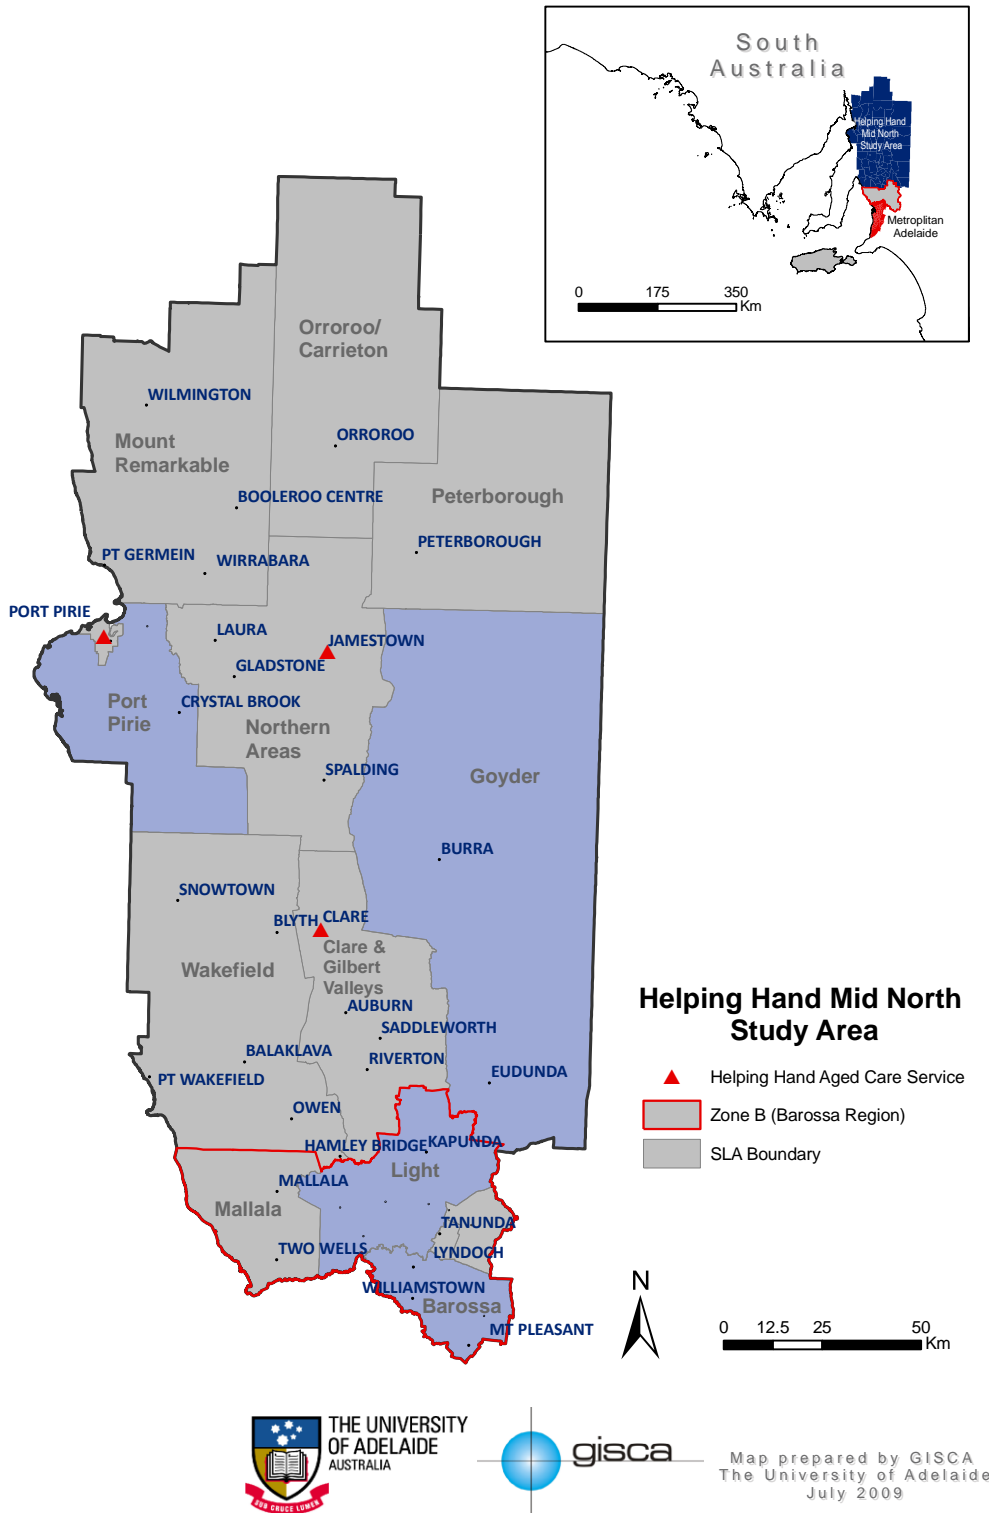 South
Australia
Helping Hand
Mid North
Study Area
Metroplitan
Adelaide
0 175 350
Km
Orroroo/
Carrieton
WILMINGTON
ORROROO
Mount
Remarkable
Peterborough
BOOLEROO CENTRE
PETERBOROUGH
PT GERMEIN
WIRRABARA
PORT PIRIE
LAURA
JAMESTOWN
GLADSTONE
Port
Pirie
CRYSTAL BROOK
Northern
Areas
SPALDING
Goyder
BURRA
SNOWTOWN
BLYTH
CLARE
Clare &
Gilbert
Valleys
Wakefield
AUBURN
SADDLEWORTH
BALAKLAVA
RIVERTON
PT WAKEFIELD
EUDUNDA
OWEN
HAMLEY BRIDGE
KAPUNDA
Light
MALLALA
Mallala
TANUNDA
TWO WELLS
LYNDOCH
WILLIAMSTOWN
Barossa
MT PLEASANT
Helping Hand Mid North
Study Area
Helping Hand Aged Care Service
Zone B (Barossa Region)
SLA Boundary
N
0 12.5 25 50
Km
THE UNIVERSITY
OF ADELAIDE
AUSTRALIA
SUB CRUCE LUMEN
gisca
Map prepared by GISCA
The University of Adelaide
July 2009